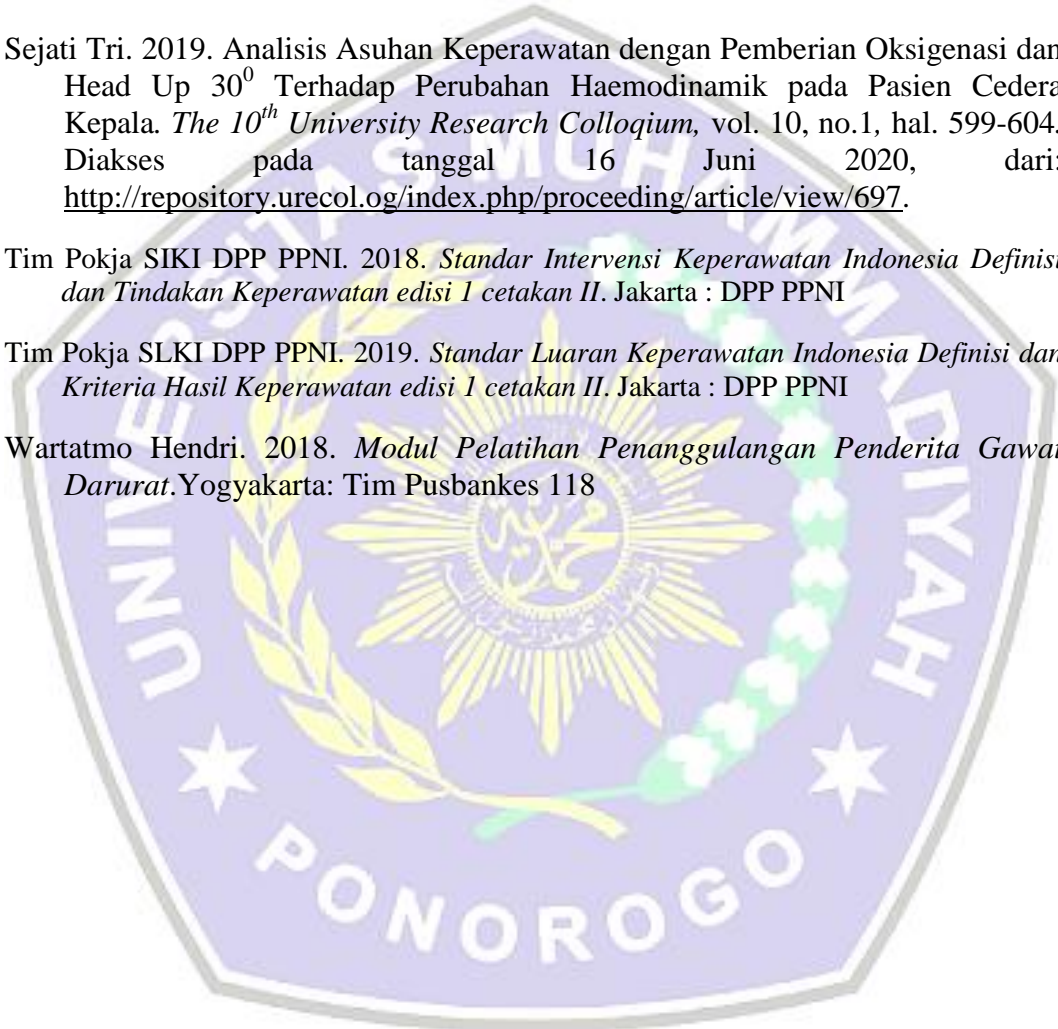 Sejati Tri. 2019. Analisis Asuhan Keperawatan dengan Pemberian Oksigenasi dan
Head Up 30⁰ Terhadap Perubahan Haemodinamik pada Pasien Cedera
Kepala. The 10th University Research Colloqium, vol. 10, no.1, hal. 599-604.
Diakses pada tanggal 16 Juni 2020, dari:
http://repository.urecol.og/index.php/proceeding/article/view/697.
Tim Pokja SIKI DPP PPNI. 2018. Standar Intervensi Keperawatan Indonesia Definisi
dan Tindakan Keperawatan edisi 1 cetakan II. Jakarta : DPP PPNI
Tim Pokja SLKI DPP PPNI. 2019. Standar Luaran Keperawatan Indonesia Definisi dan
Kriteria Hasil Keperawatan edisi 1 cetakan II. Jakarta : DPP PPNI
Wartatmo Hendri. 2018. Modul Pelatihan Penanggulangan Penderita Gawat
Darurat.Yogyakarta: Tim Pusbankes 118
UNIVERSITAS MUHAMMADIYAH
PONOROGO